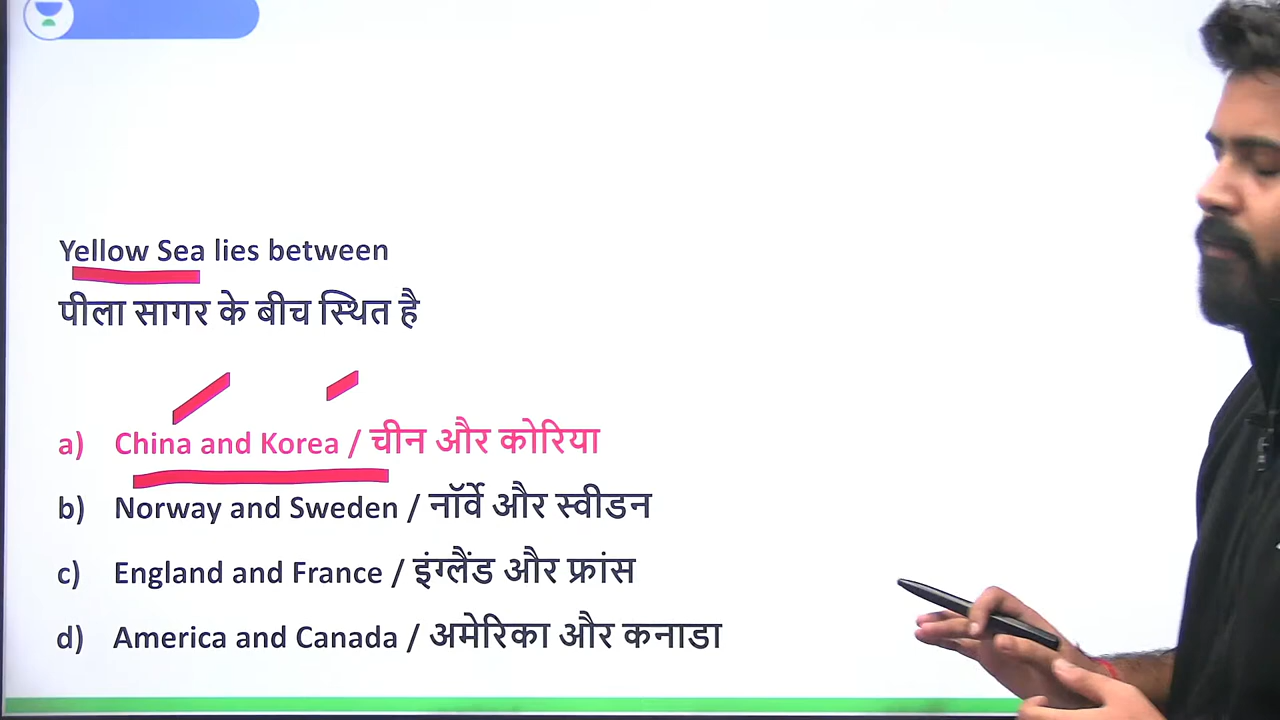 Yellow Sea lies between
पीला सागर के बीच स्थित है
a) China and Korea / चीन और कोरिया
b) Norway and Sweden / नॉर्वे और स्वीडन
c) England and France / इंग्लैंड और फ्रांस
d) America and Canada / अमेरिका और कनाडा